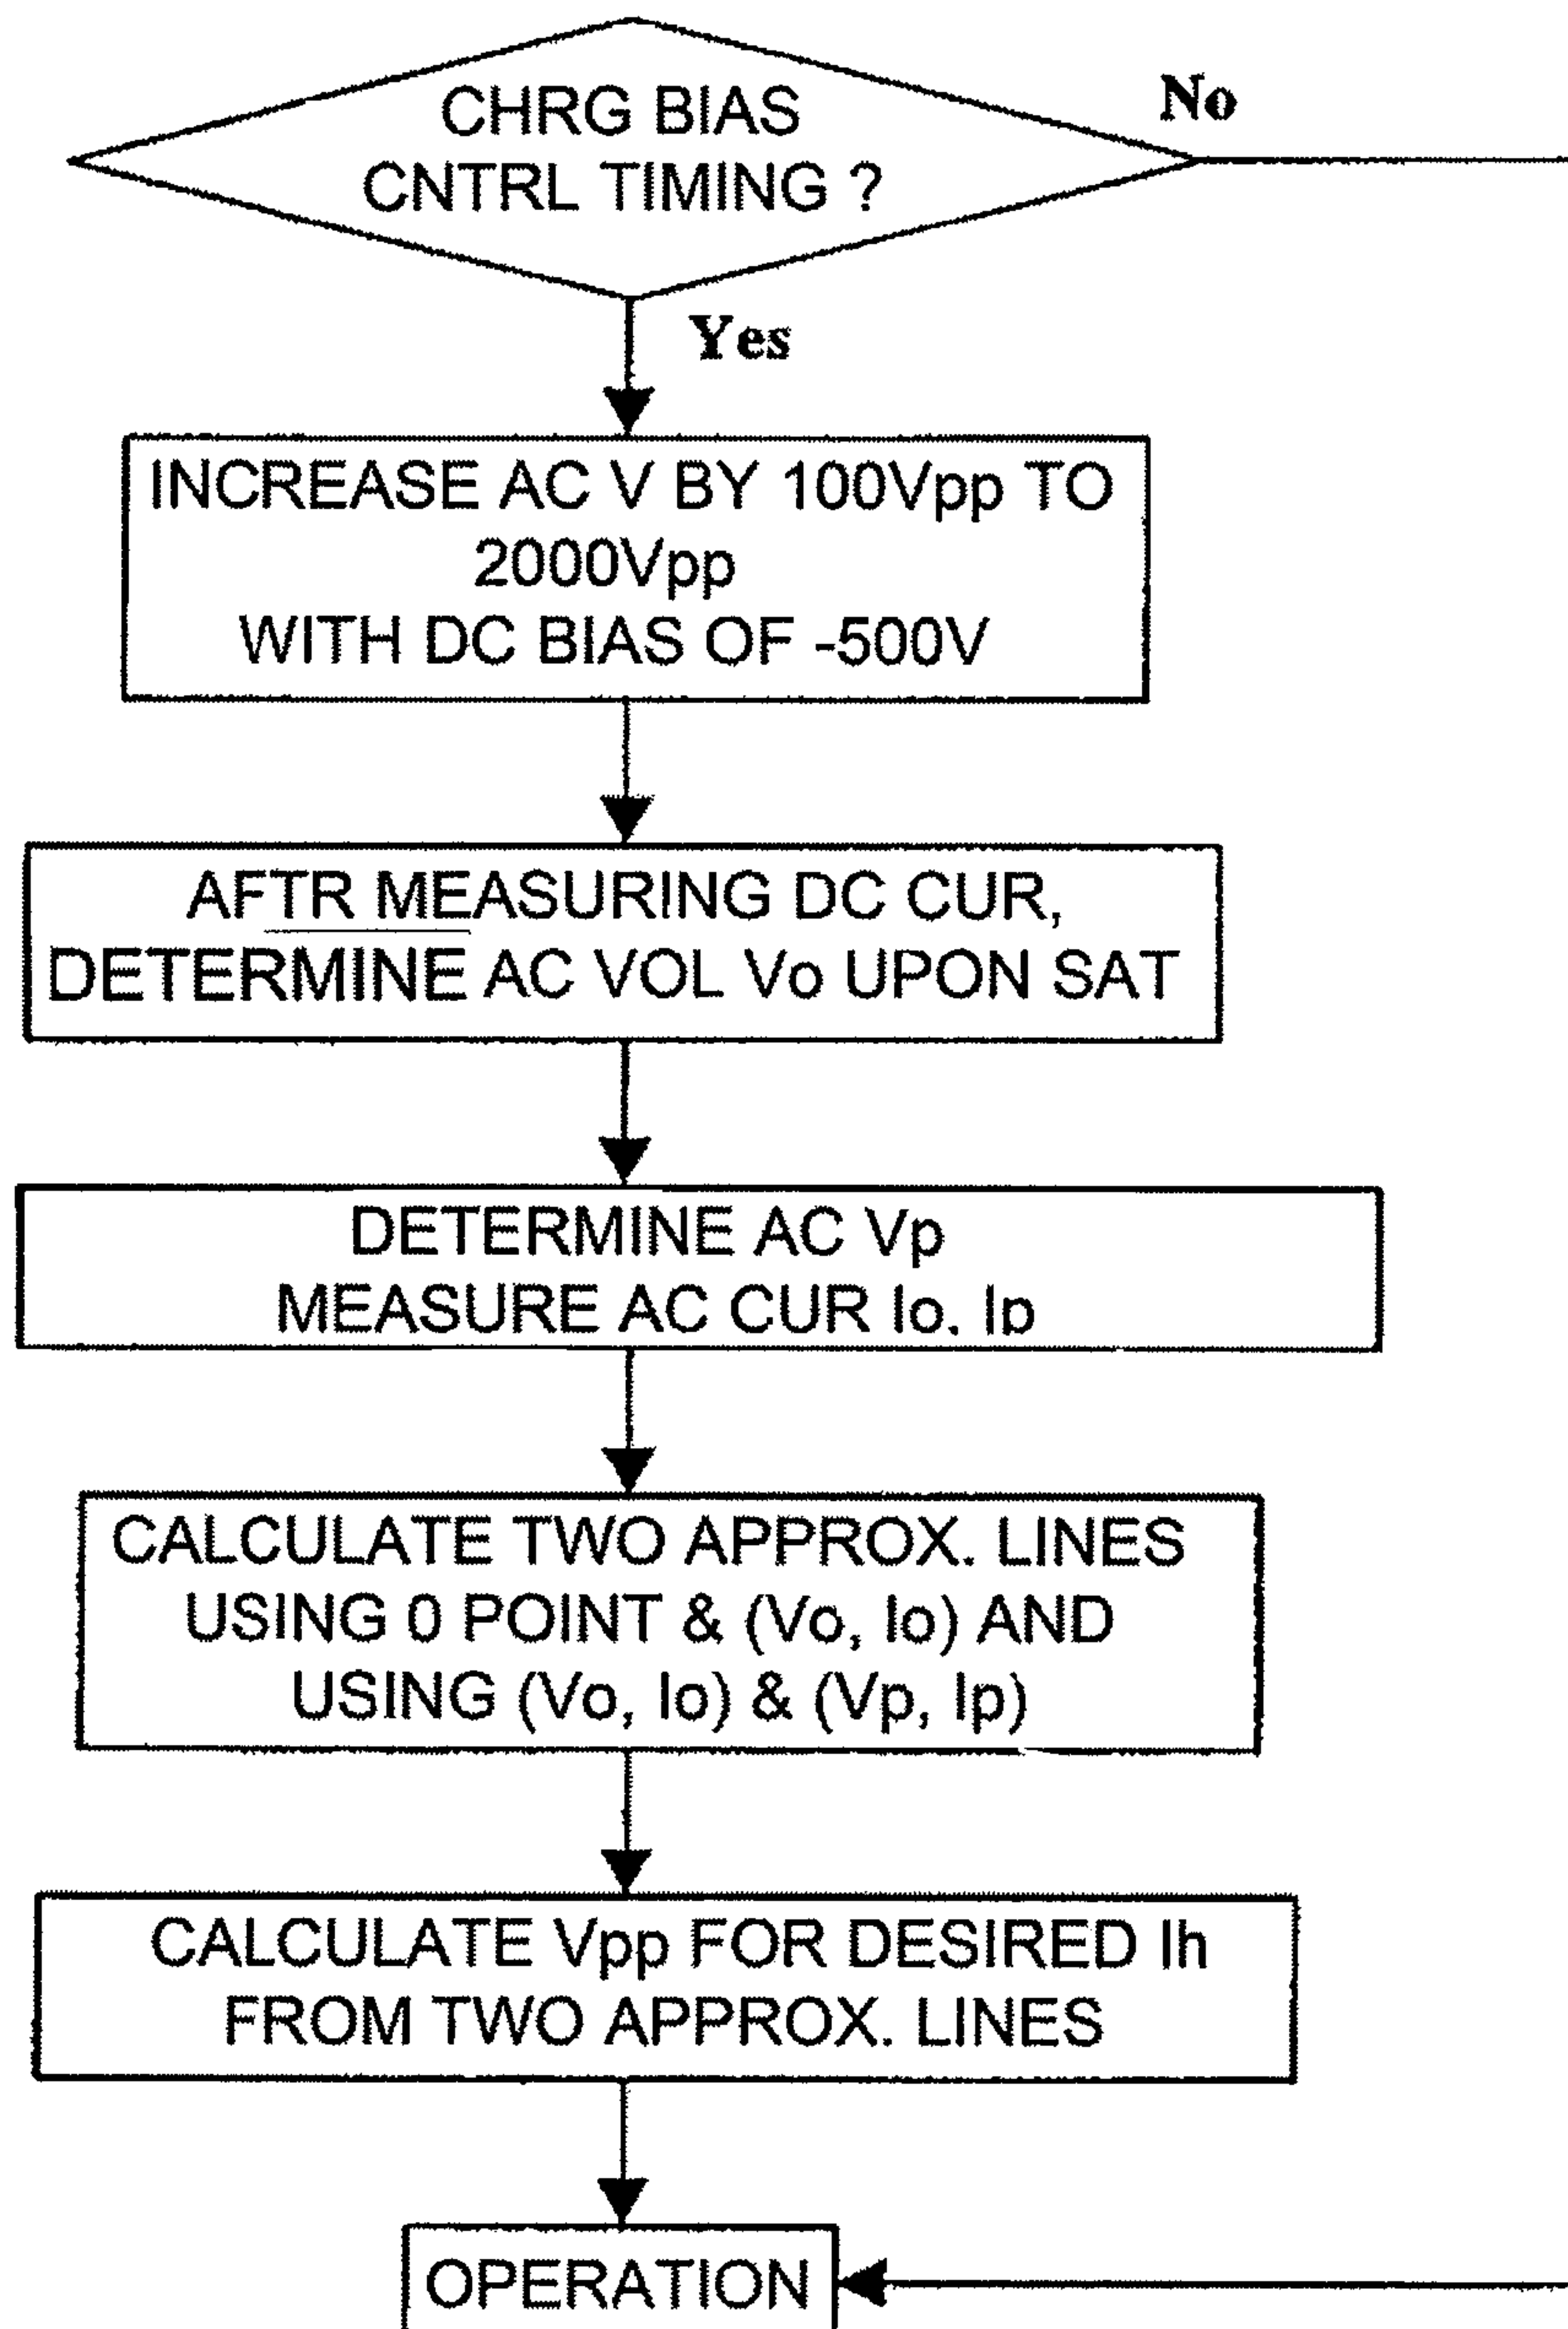 CHRG BIAS
CNTRL TIMING ?
No
Yes
INCREASE AC V BY 100Vpp TO
2000Vpp
WITH DC BIAS OF -500V
AFTR MEASURING DC CUR,
DETERMINE AC VOL Vo UPON SAT
DETERMINE AC Vp
MEASURE AC CUR Io, Ip
CALCULATE TWO APPROX. LINES
USING 0 POINT & (Vo, Io) AND
USING (Vo, Io) & (Vp, Ip)
CALCULATE Vpp FOR DESIRED Ih
FROM TWO APPROX. LINES
OPERATION